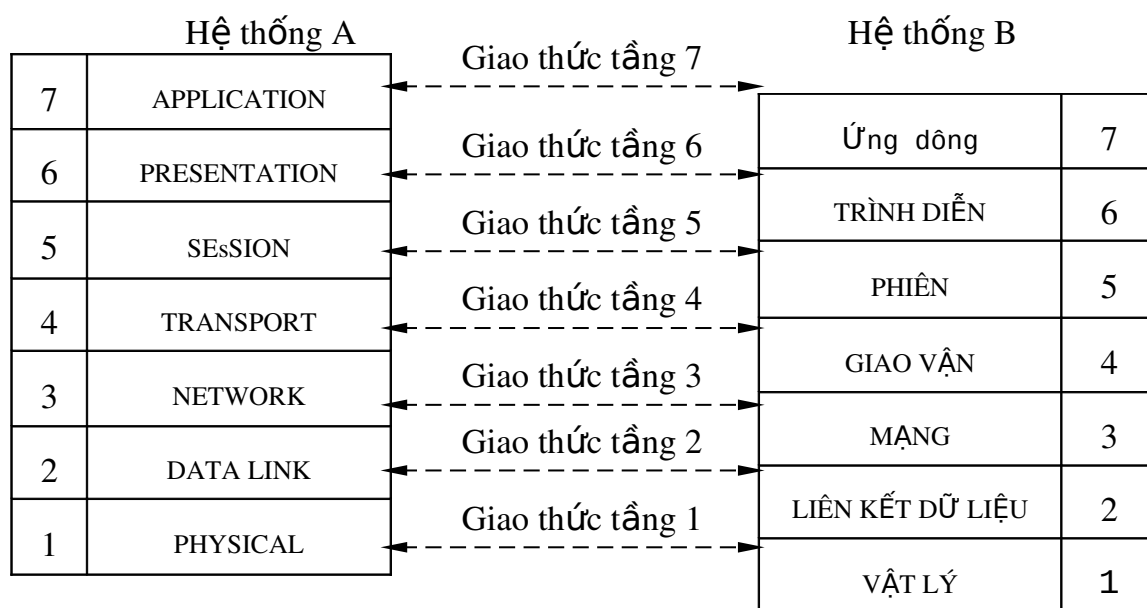 Hệ thống A
Hệ thống B
Giao thức tầng 7
7 APPLICATION
Ứng dông 7
Giao thức tầng 6
6 PRESENTATION
TRÌNH DIỄN 6
Giao thức tầng 5
5 SEsSION
PHIÊN 5
Giao thức tầng 4
4 TRANSPORT
GIAO VẬN 4
Giao thức tầng 3
3 NETWORK
MẠNG 3
Giao thức tầng 2
2 DATA LINK
LIÊN KẾT DỮ LIỆU 2
Giao thức tầng 1
1 PHYSICAL
VẬT LÝ 1